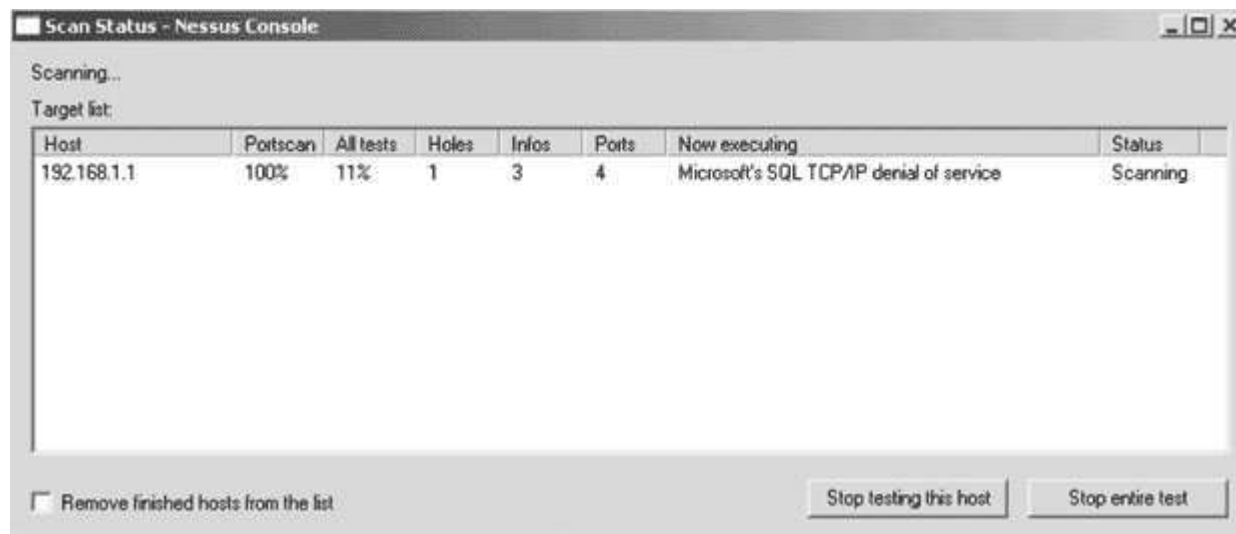 Scan Status - Nessus Console
Scanning...
Target list:
Host Portscan All tests Holes Infos Ports Now executing Status
192.168.1.1 100% 11% 1 3 4 Microsoft's SQL TCP/IP denial of service Scanning
Remove finished hosts from the list
Stop testing this host Stop entire test